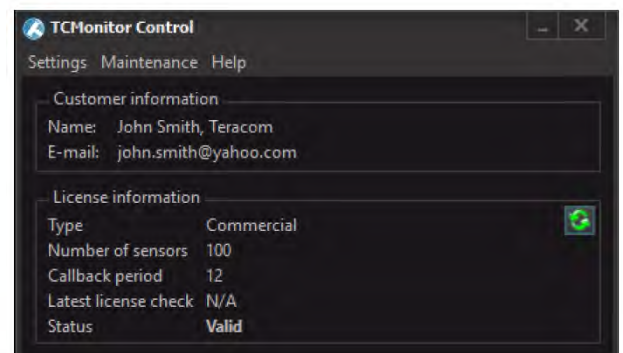 TCMonitor Control
Settings Maintenance Help
Customer information
Name: John Smith, Teracom
E-mail: john.smith@yahoo.com
License information
Type Commercial
Number of sensors 100
Callback period 12
Latest license check N/A
Status Valid